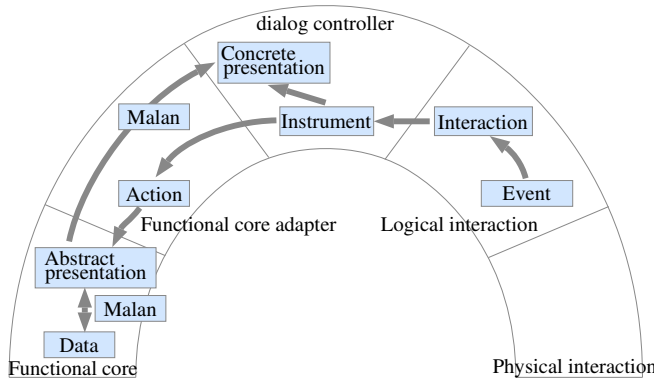 dialog controller
Concrete
presentation
Malan
Instrument
Interaction
Action
Event
Functional core adapter
Logical interaction
Abstract
presentation
Malan
Data
Functional core
Physical interaction